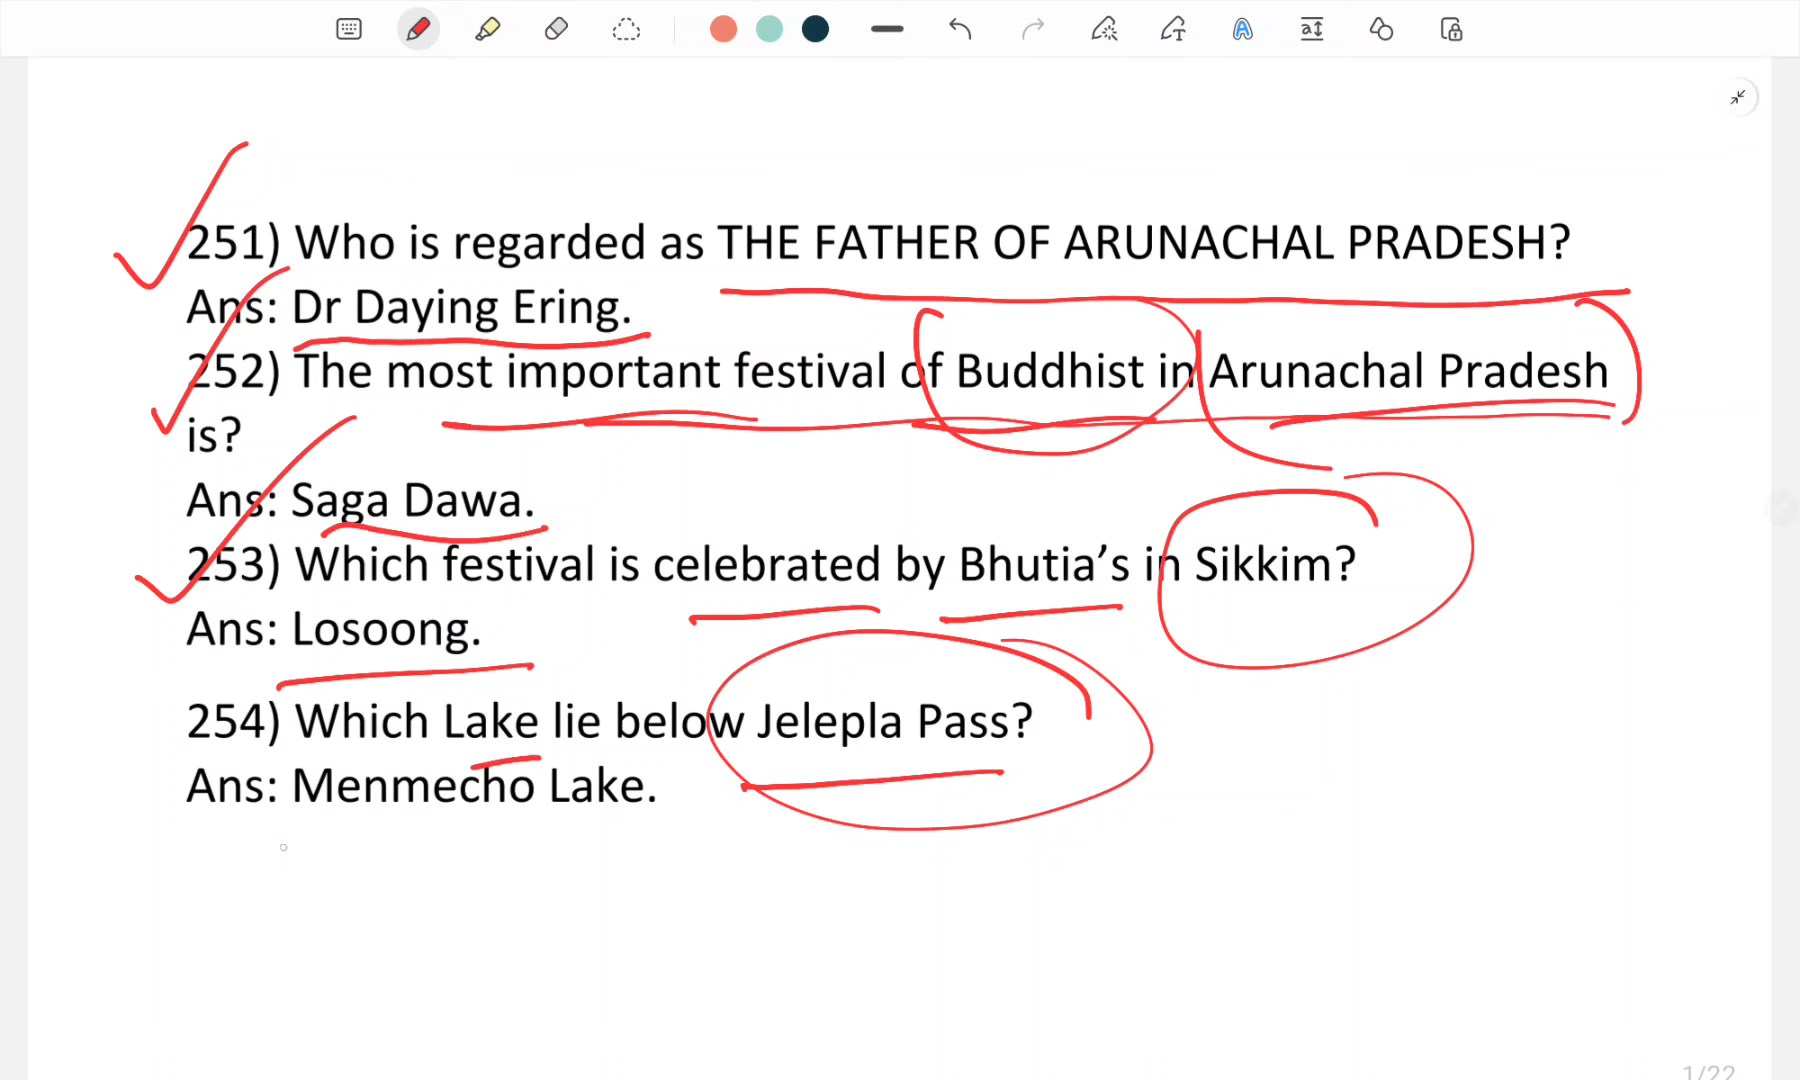 251) Who is regarded as THE FATHER OF ARUNACHAL PRADESH?
Ans: Dr Daying Ering.
252) The most important festival of Buddhist in Arunachal Pradesh
is?
Ans: Saga Dawa.
253) Which festival is celebrated by Bhutia’s in Sikkim?
Ans: Losoong.
254) Which Lake lie below Jelepla Pass?
Ans: Menmecho Lake.
1/22